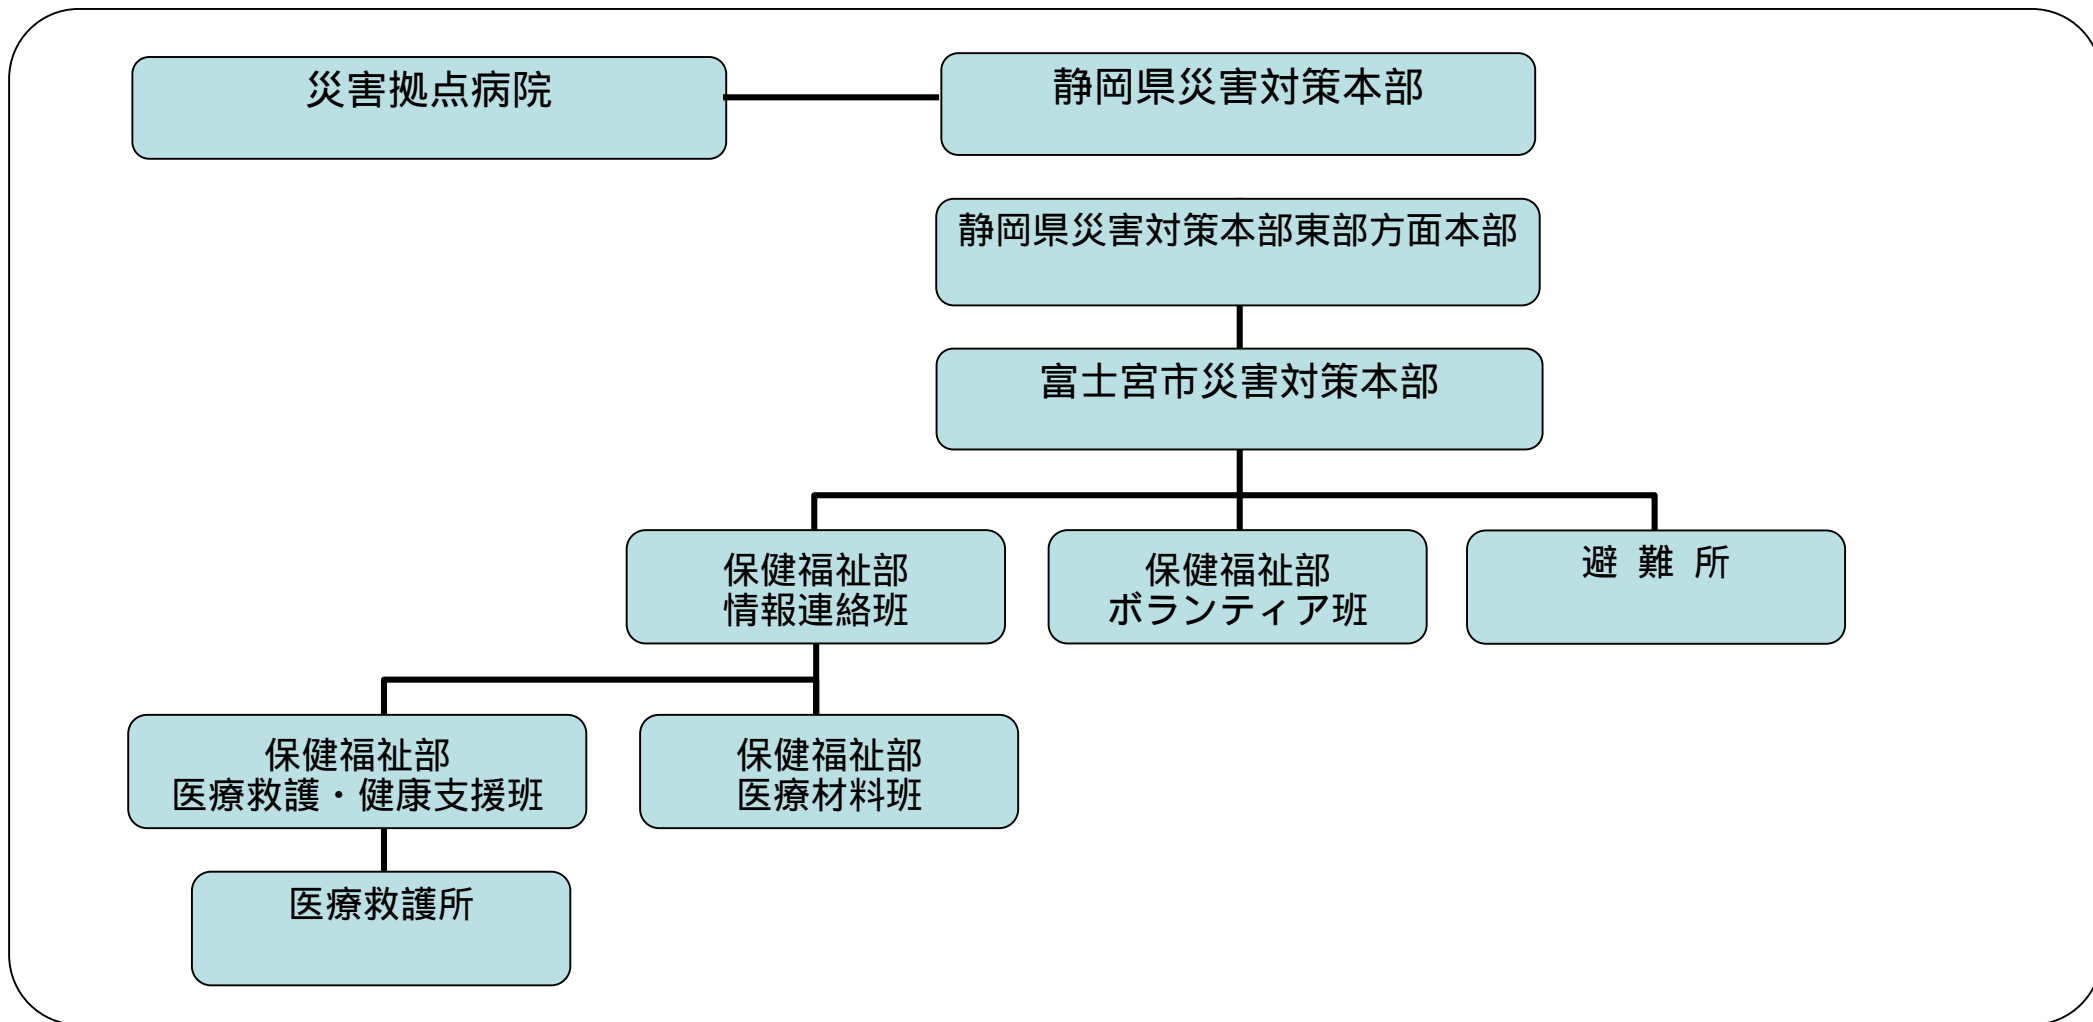 災害拠点病院
静岡県災害対策本部
静岡県災害対策本部東部方面本部
富士宮市災害対策本部
保健福祉部
情報連絡班
保健福祉部
ボランティア班
避 難 所
保健福祉部
医療救護・健康支援班
保健福祉部
医療材料班
医療救護所